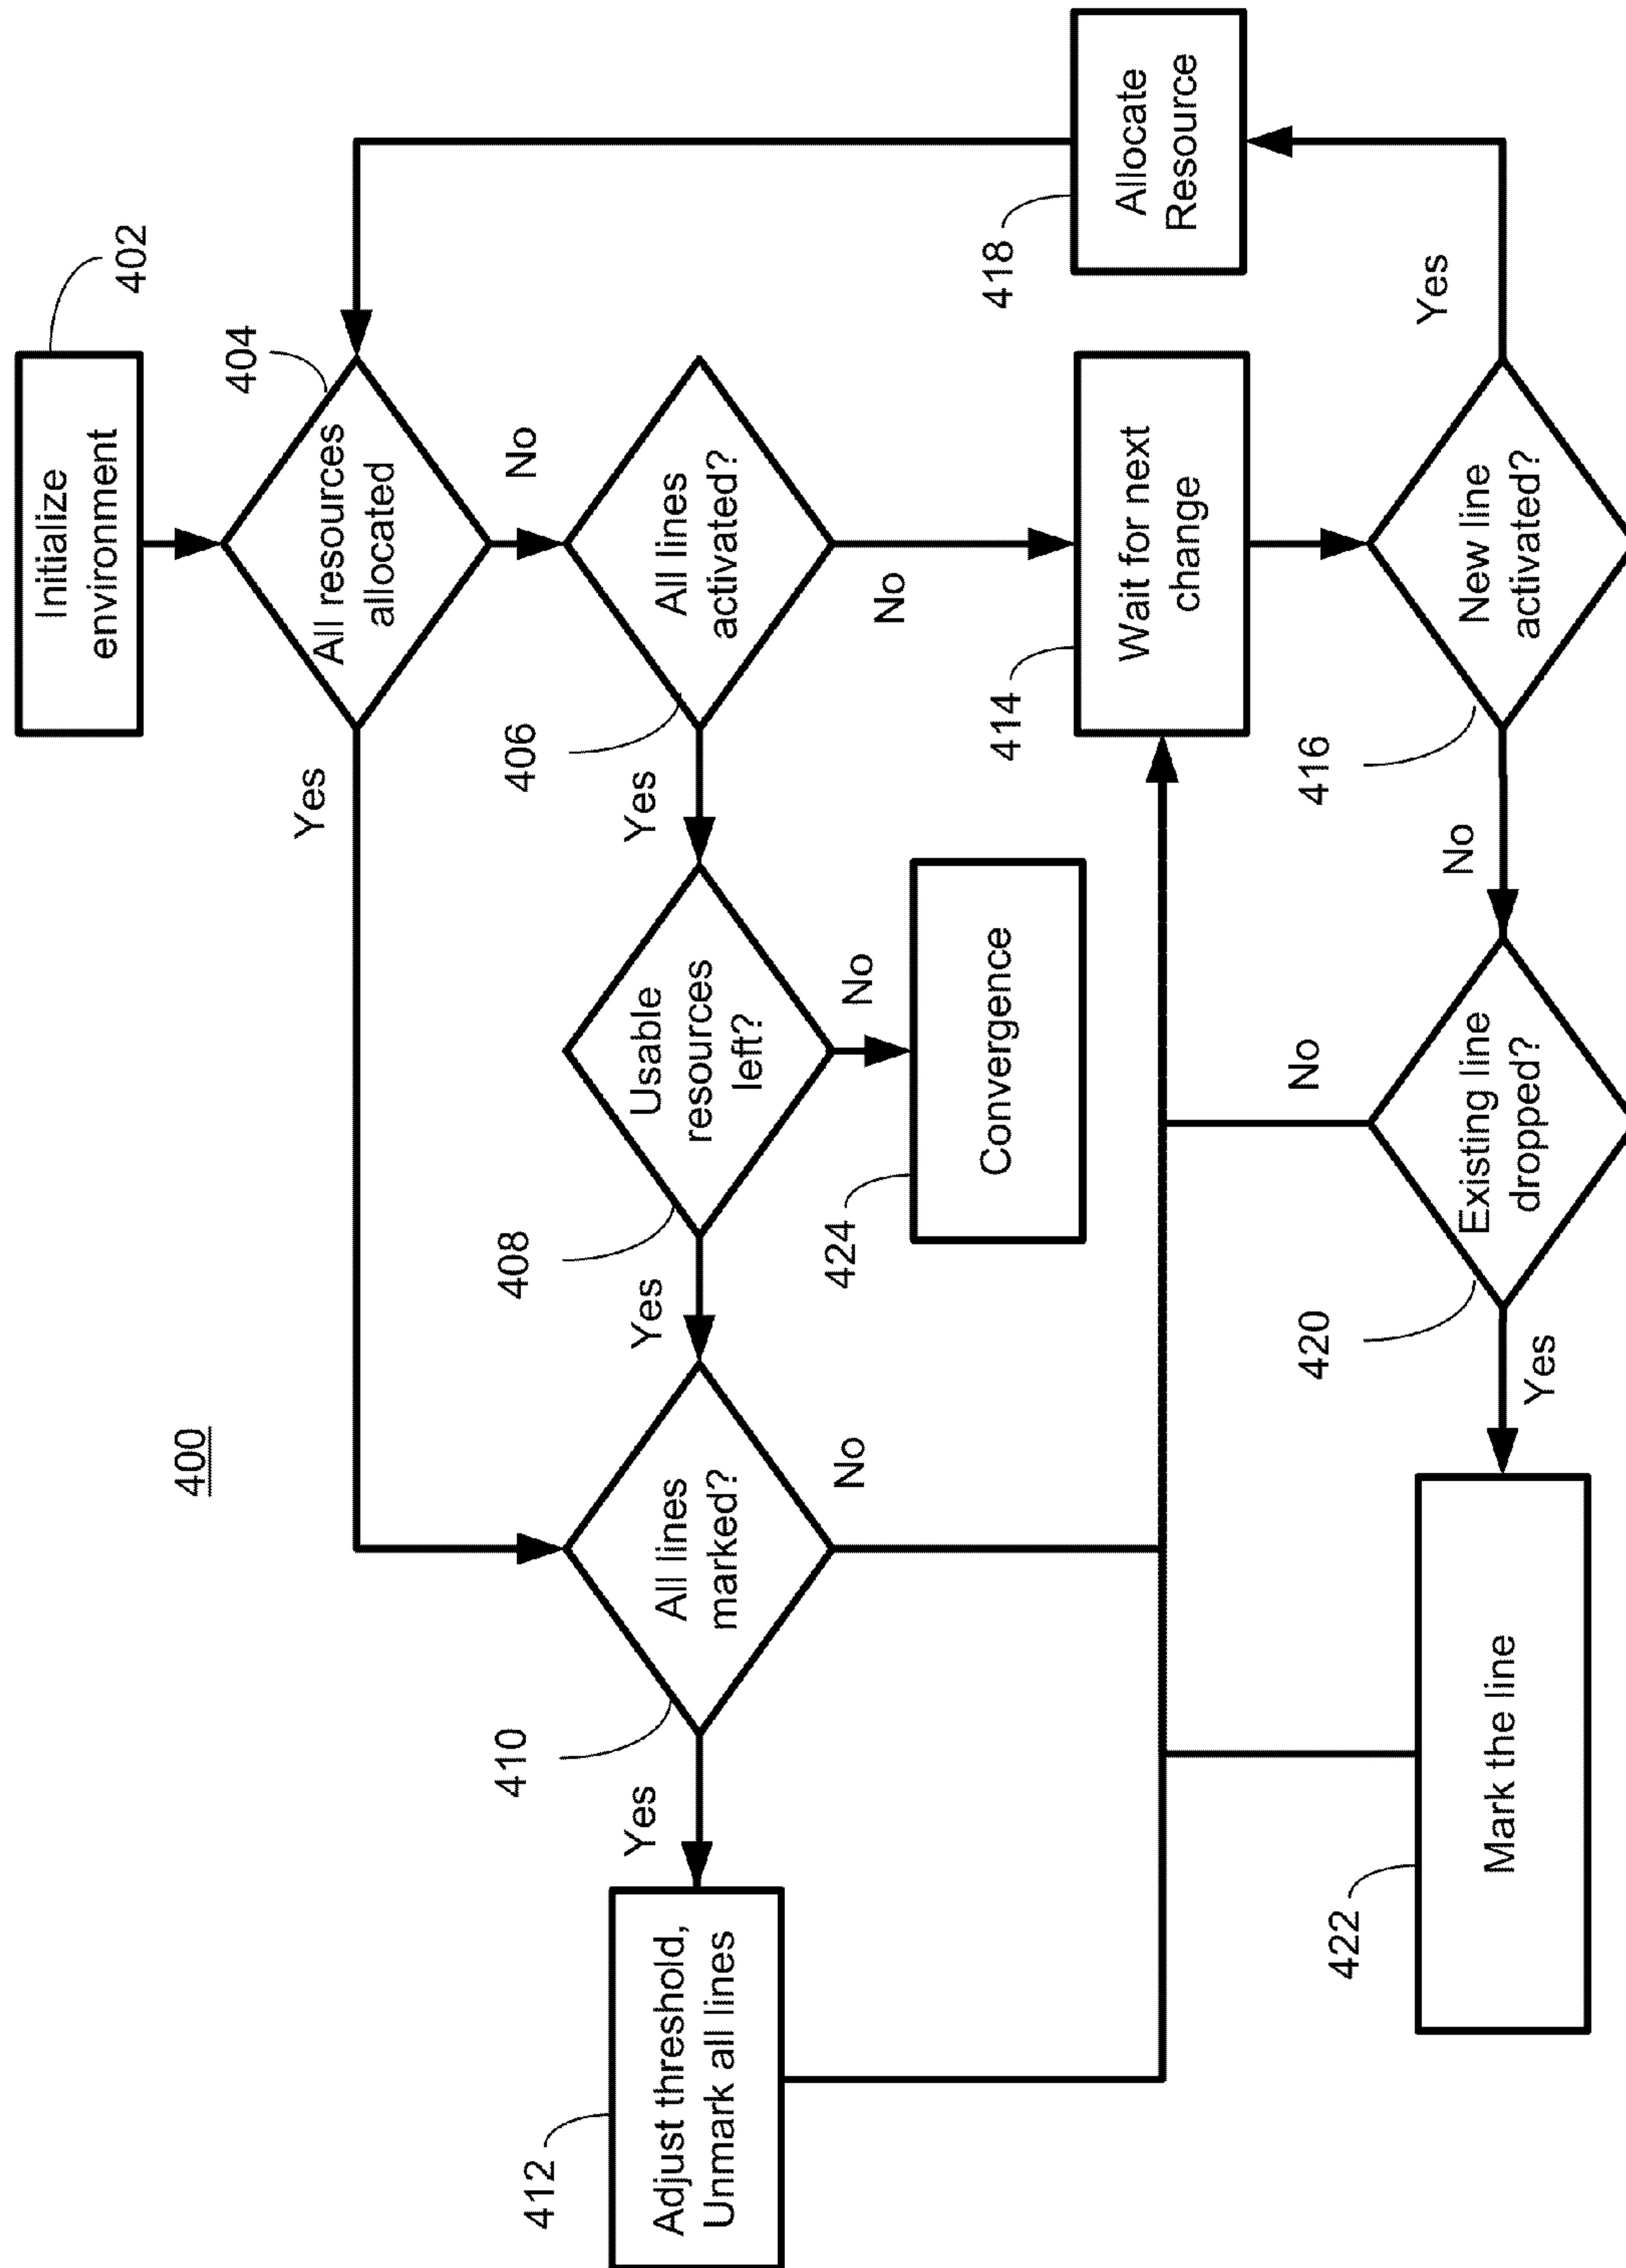 400
Initialize
environment
402
All resources
allocated
404
Yes
No
All lines
activated?
406
Yes
No
Usable
resources
left?
408
Yes
No
All lines
marked?
410
Yes
No
Adjust threshold,
Unmark all lines
412
Convergence
424
Wait for next
change
414
New line
activated?
416
Yes
No
Allocate
Resource
418
Existing line
dropped?
420
No
Yes
Mark the line
422